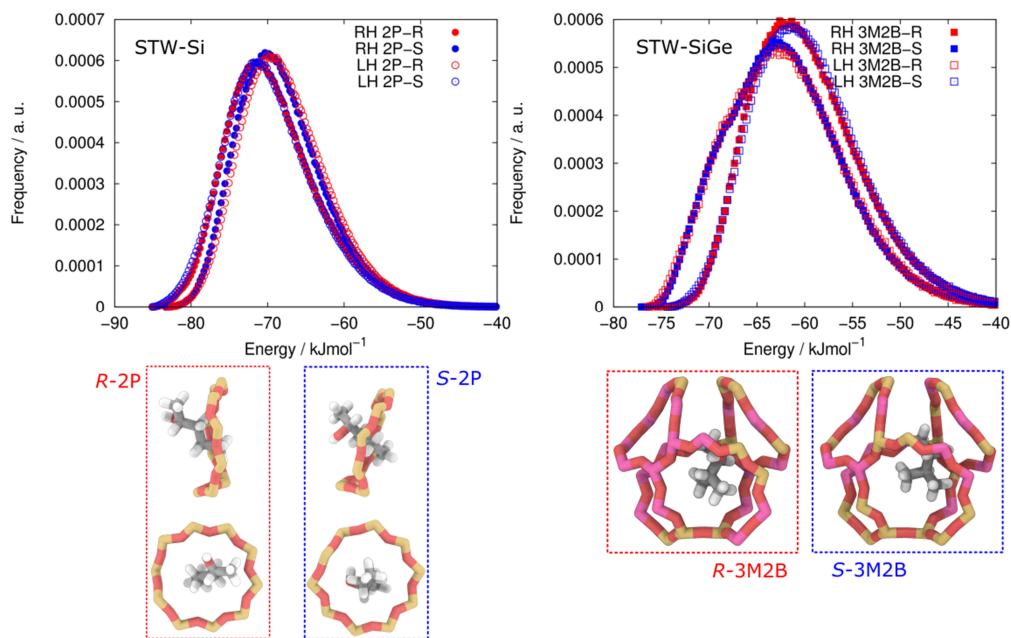 STW-Si
RH 2P−R
RH 2P−S
LH 2P−R
LH 2P−S
Frequency / a. u.
0.0007
0.0006
0.0005
0.0004
0.0003
0.0002
0.0001
0
−90
−80
−70
−60
−50
−40
Energy / kJmol⁻¹
STW-SiGe
RH 3M2B−R
RH 3M2B−S
LH 3M2B−R
LH 3M2B−S
Frequency / a. u.
0.0006
0.0005
0.0004
0.0003
0.0002
0.0001
0
−80
−75
−70
−65
−60
−55
−50
−45
−40
Energy / kJmol⁻¹
R-2P
S-2P
R-3M2B
S-3M2B